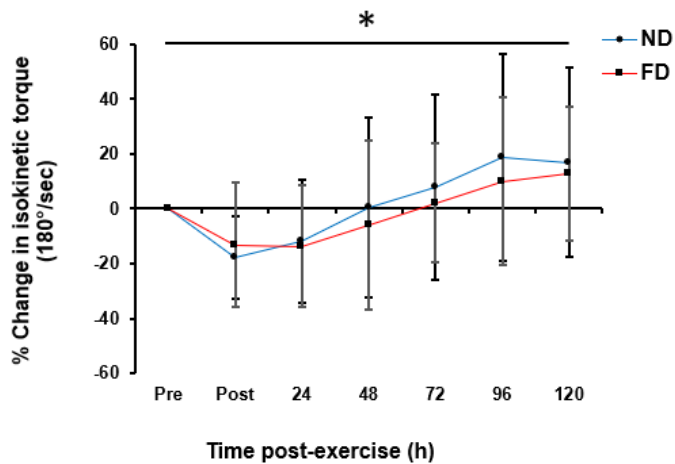 *
ND
FD
% Change in isokinetic torque
(180°/sec)
60
40
20
0
-20
-40
-60
Pre Post 24 48 72 96 120
Time post-exercise (h)